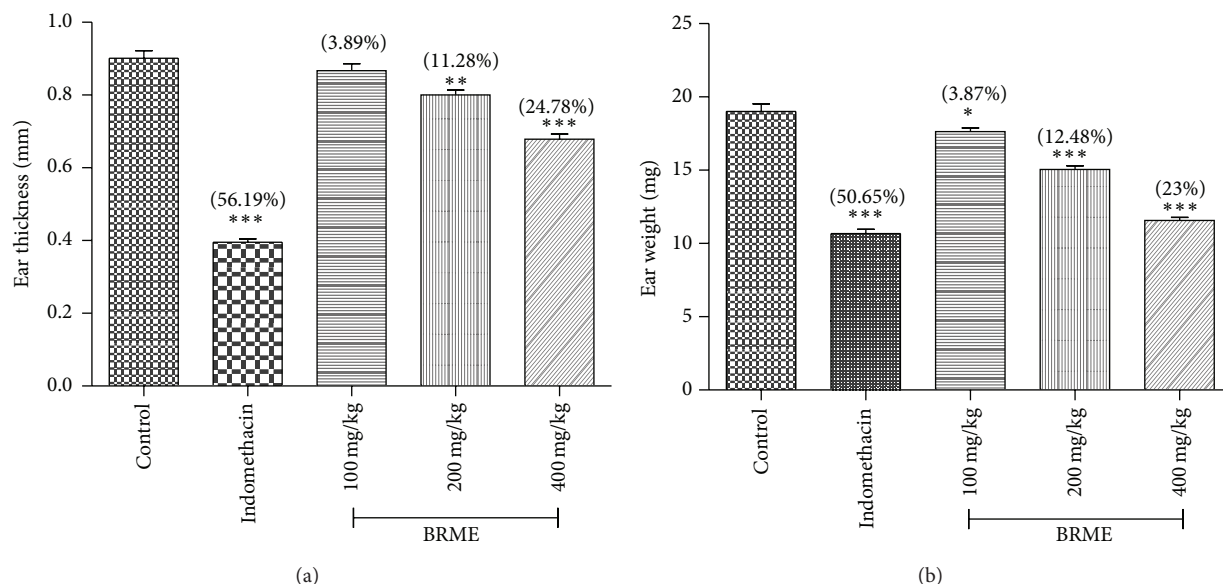 Ear thickness (mm)
1.0
0.8
0.6
0.4
0.2
0.0
(56.19%)
***
(3.89%)
(11.28%)
**
(24.78%)
***
Control
Indomethacin
100 mg/kg
200 mg/kg
400 mg/kg
BRME
(a)
Ear weight (mg)
25
20
15
10
5
0
(50.65%)
***
(3.87%)
*
(12.48%)
***
(23%)
***
Control
Indomethacin
100 mg/kg
200 mg/kg
400 mg/kg
BRME
(b)